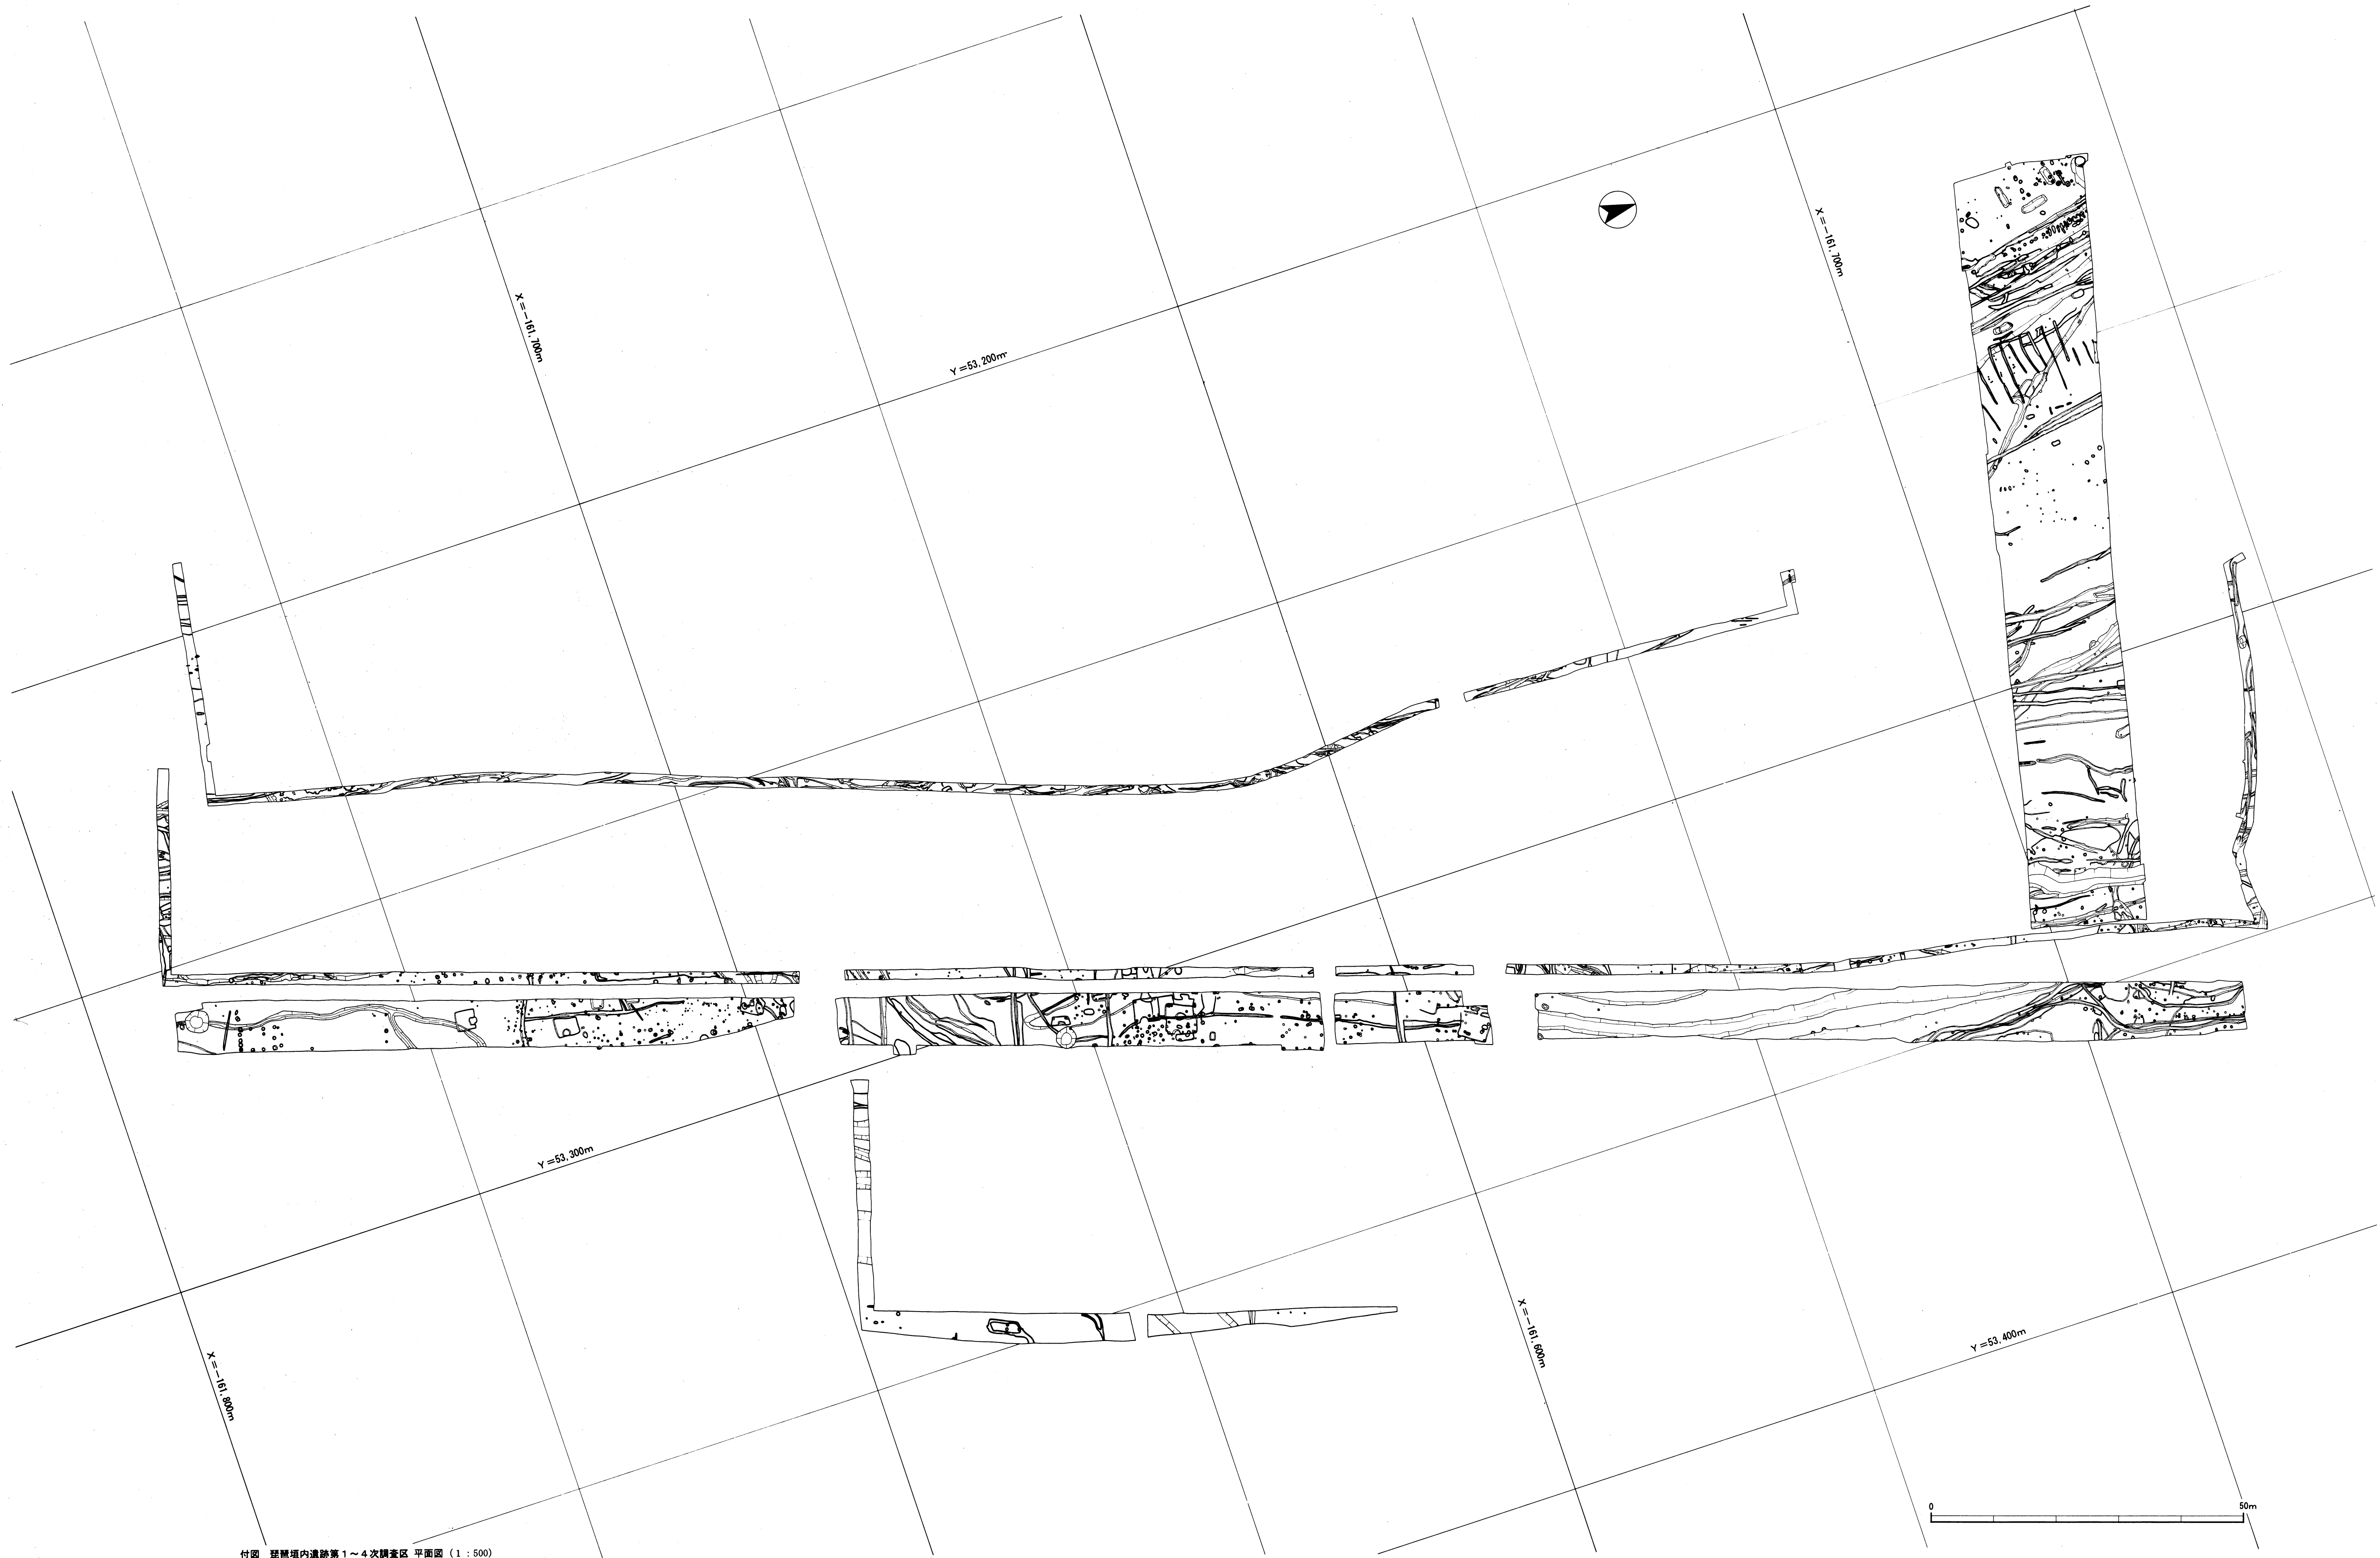 X=-161,700m
X=-161,700m
Y=53,200m
Y=53,300m
X=-161,600m
Y=53,400m
X=-161,800m
0 50m
付図 琵琶垣内遺跡第1~4次調査区 平面図(1:500)